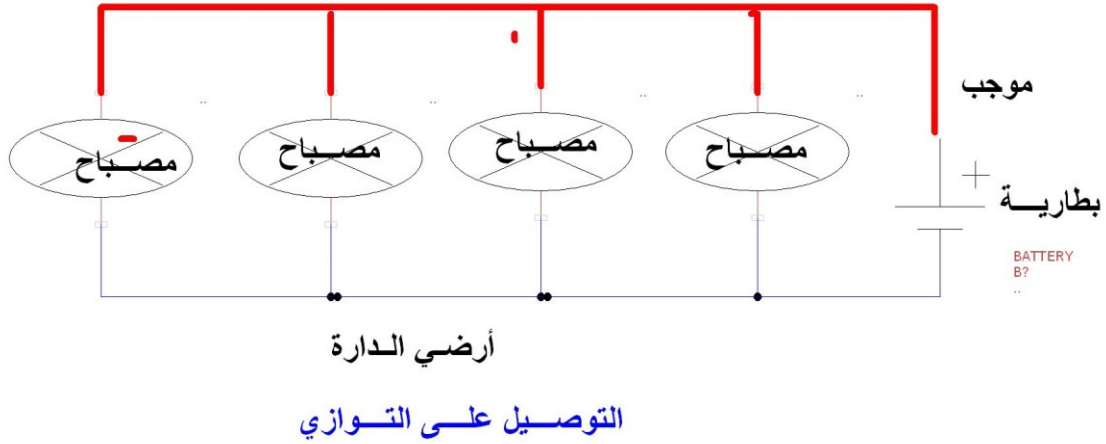 موجب
مصباح
مصباح
مصباح
مصباح
+
بطارية
BATTERY
B?
أرضي الدارة
التوصيل على التوازي